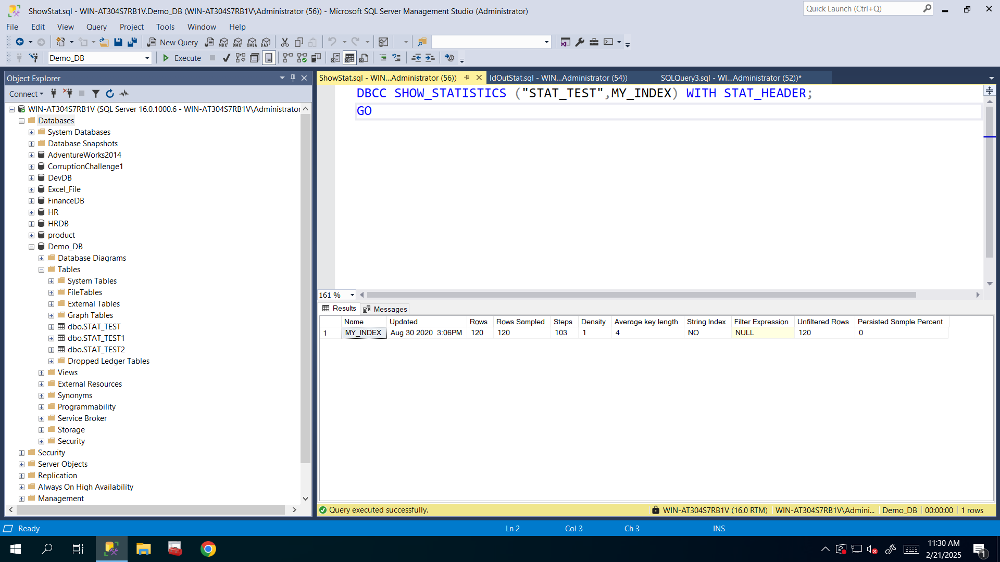 ShowStat.sql - WIN-AT304S7RB1V.Demo_DB (WIN-AT304S7RB1V\Administrator (56)) - Microsoft SQL Server Management Studio (Administrator)
Quick Launch (Ctrl+Q)
File Edit View Query Project Tools Window Help
New Query MDX DMX XMLA DAX
Demo_DB Execute
Object Explorer
Connect
WIN-AT304S7RB1V (SQL Server 16.0.1000.6 - WIN-AT304S7RB1V\Administrator
Databases
System Databases
Database Snapshots
AdventureWorks2014
CorruptionChallenge1
DevDB
Excel_File
FinanceDB
HR
HRDB
product
Demo_DB
Database Diagrams
Tables
System Tables
FileTables
External Tables
Graph Tables
dbo.STAT_TEST
dbo.STAT_TEST1
dbo.STAT_TEST2
Dropped Ledger Tables
Views
External Resources
Synonyms
Programmability
Service Broker
Storage
Security
Security
Server Objects
Replication
Always On High Availability
Management
ShowStat.sql - WIN...Administrator (56)) IdOutStat.sql - WIN...Administrator (54)) SQLQuery3.sql - WI...Administrator (52))*
DBCC SHOW_STATISTICS ("STAT_TEST",MY_INDEX) WITH STAT_HEADER;
GO
161 %
Results Messages
Name Updated Rows Rows Sampled Steps Density Average key length String Index Filter Expression Unfiltered Rows Persisted Sample Percent
1 MY_INDEX Aug 30 2020 3:06PM 120 120 103 1 4 NO NULL 120 0
Query executed successfully. WIN-AT304S7RB1V (16.0 RTM) WIN-AT304S7RB1V\Admini... Demo_DB 00:00:00 1 rows
Ready Ln 2 Col 3 Ch 3 INS
11:30 AM
2/21/2025
1